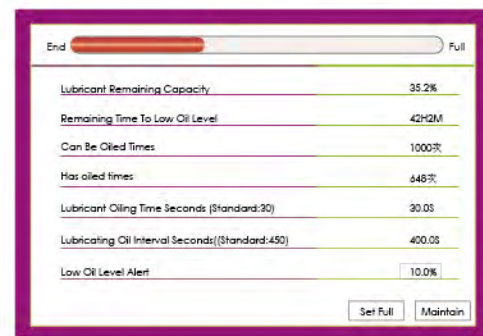 End Full
Lubricant Remaining Capacity 35.2%
Remaining Time To Low Oil Level 42H2M
Can Be Oiled Times 1000次
Has oiled times 648次
Lubricant Oiling Time Seconds (Standard:30) 30.0S
Lubricating Oil Interval Seconds((Standard:450) 400.0S
Low Oil Level Alert 10.0%
Set Full Maintain